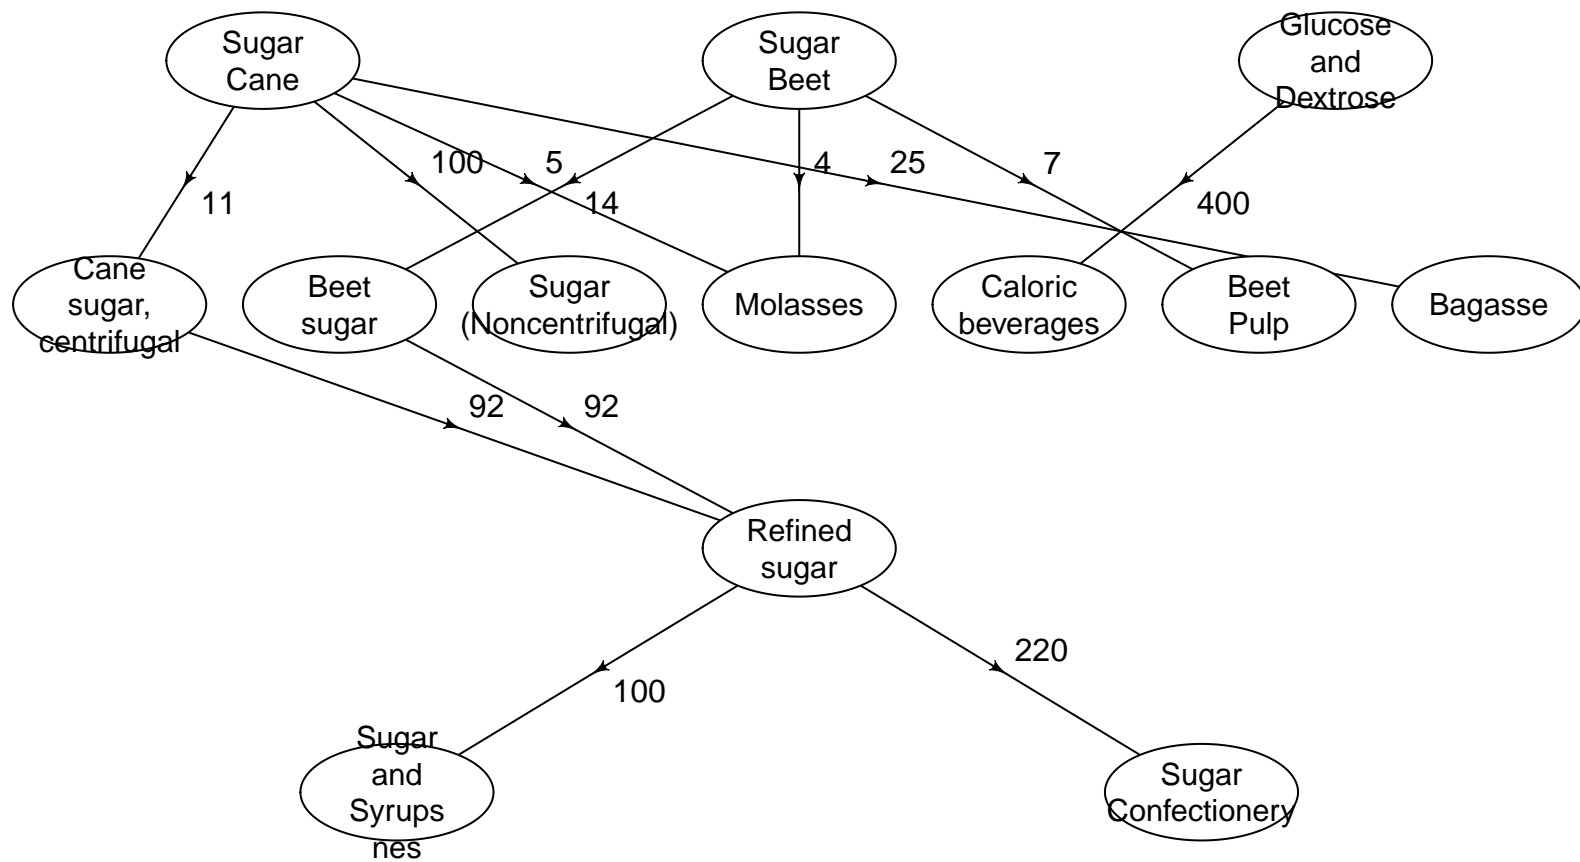 Sugar
Cane
Sugar
Beet
Glucose
and
Dextrose
100
5
4
25
7
11
14
400
Cane
sugar,
centrifugal
Beet
sugar
Sugar
(Noncentrifugal)
Molasses
Caloric
beverages
Beet
Pulp
Bagasse
92
92
Refined
sugar
220
100
Sugar
and
Syrups
nes
Sugar
Confectionery